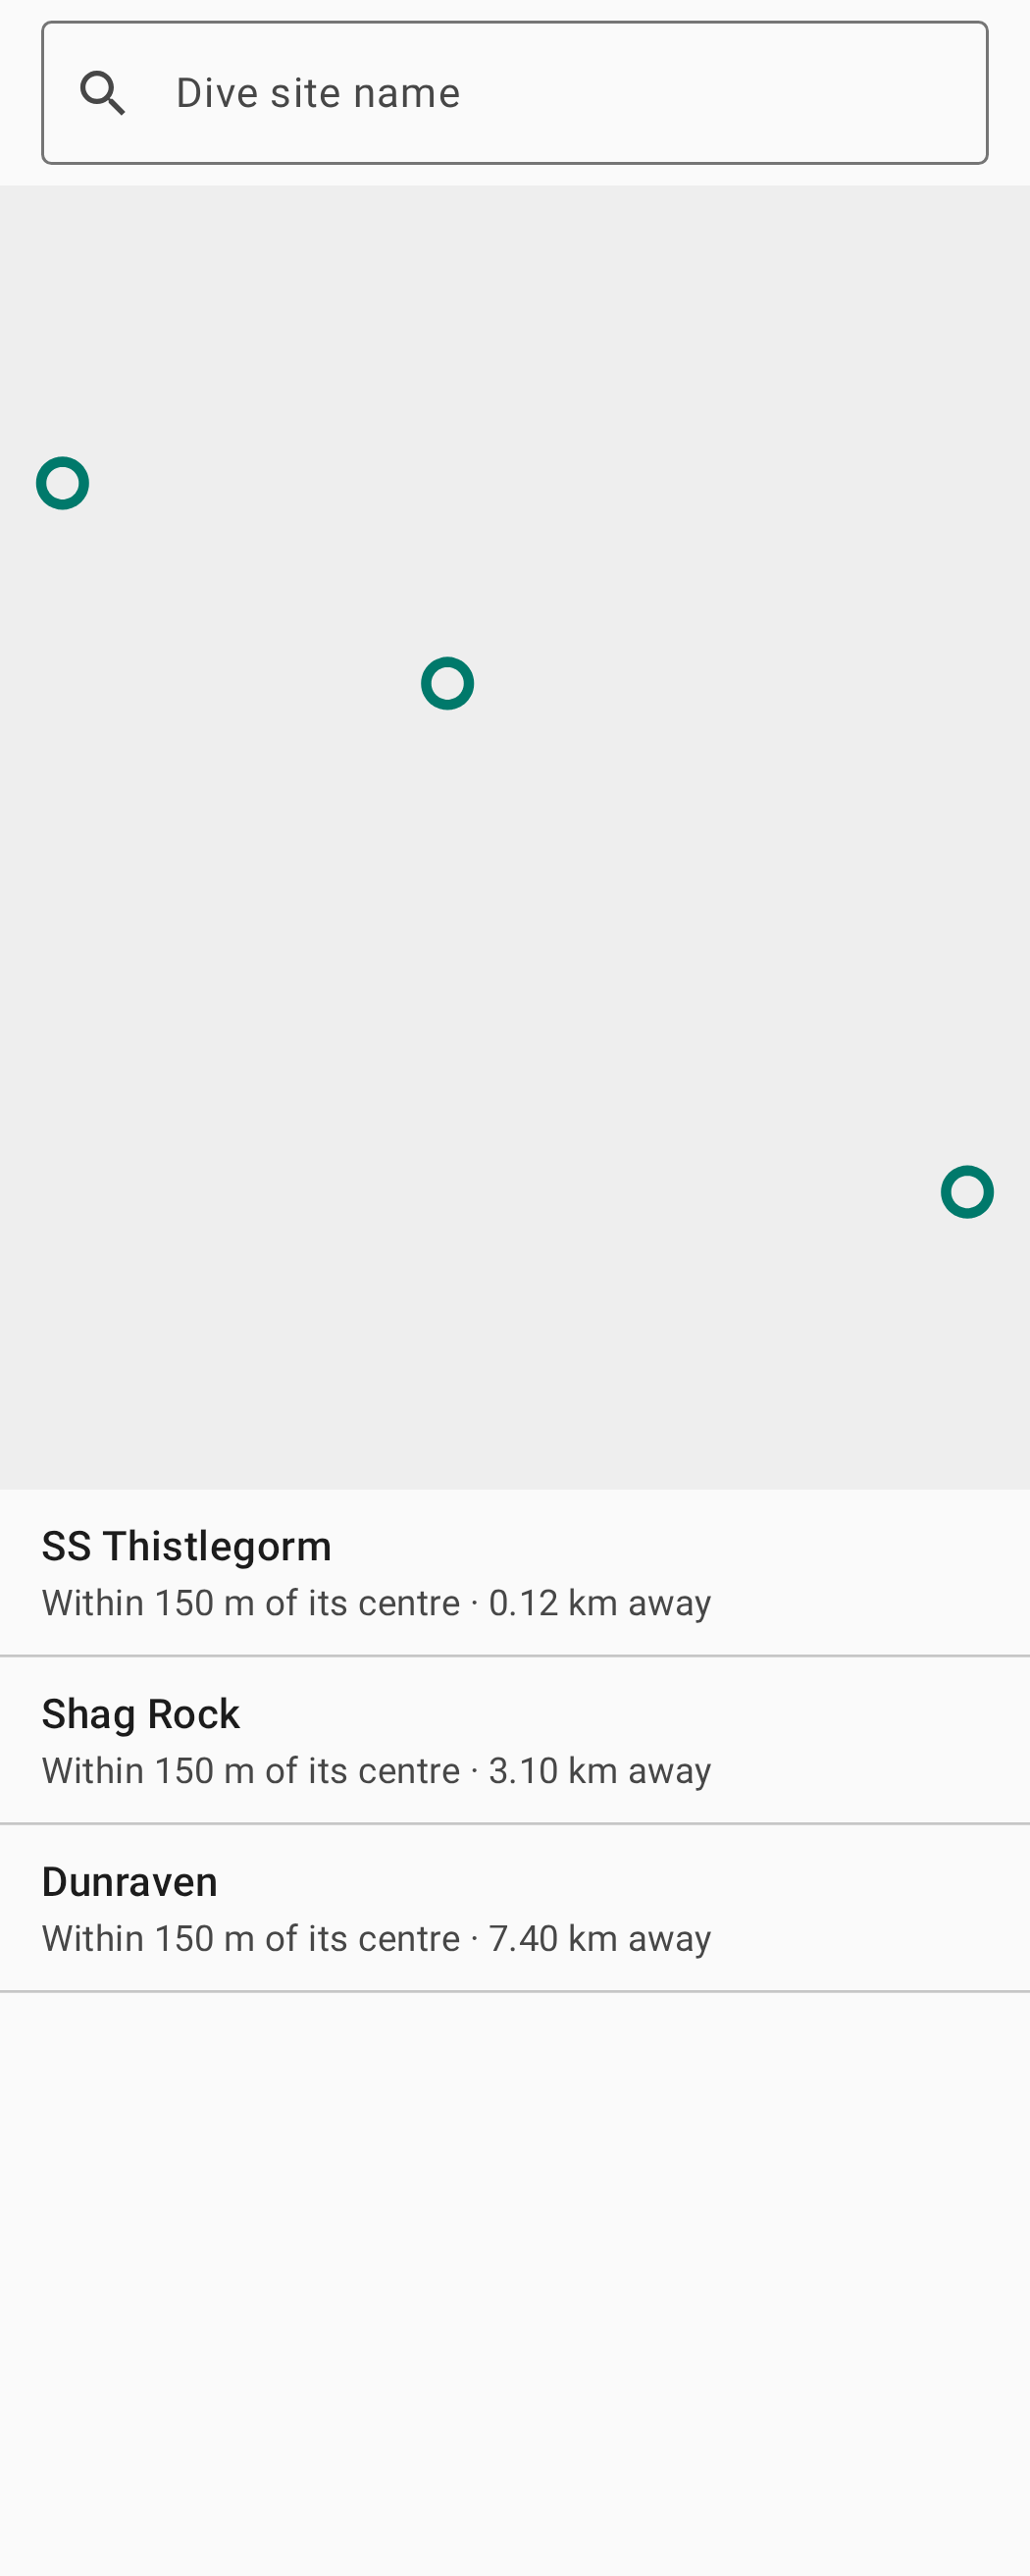 Dive site name
SS Thistlegorm
Within 150 m of its centre · 0.12 km away
Shag Rock
Within 150 m of its centre · 3.10 km away
Dunraven
Within 150 m of its centre · 7.40 km away